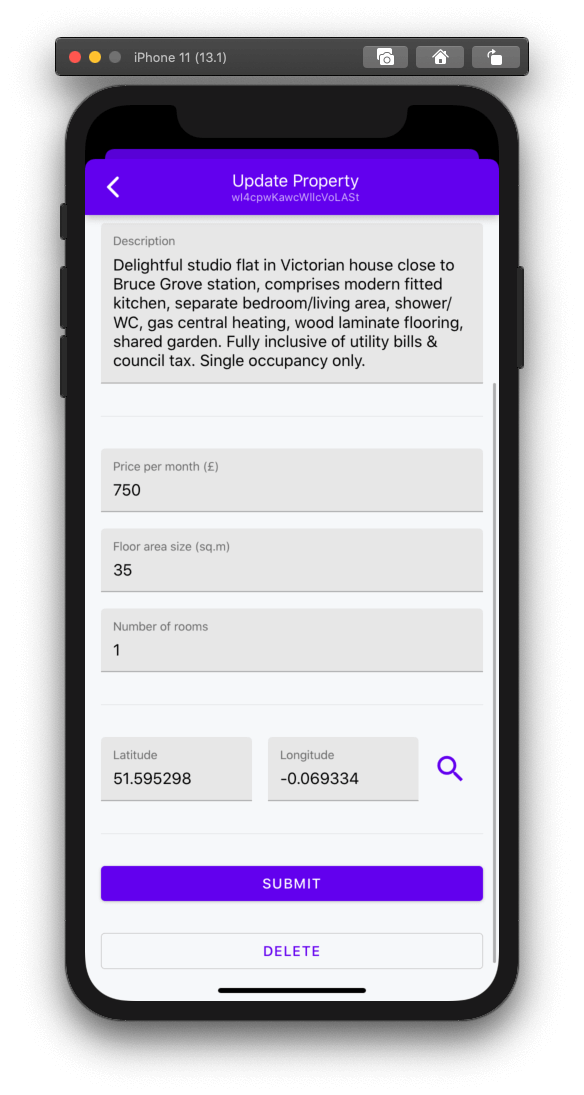 iPhone 11 (13.1)
Update Property
wI4cpwKawcWIlcVoLASt
Description
Delightful studio flat in Victorian house close to
Bruce Grove station, comprises modern fitted
kitchen, separate bedroom/living area, shower/
WC, gas central heating, wood laminate flooring,
shared garden. Fully inclusive of utility bills &
council tax. Single occupancy only.
Price per month (£)
750
Floor area size (sq.m)
35
Number of rooms
1
Latitude
51.595298
Longitude
-0.069334
SUBMIT
DELETE